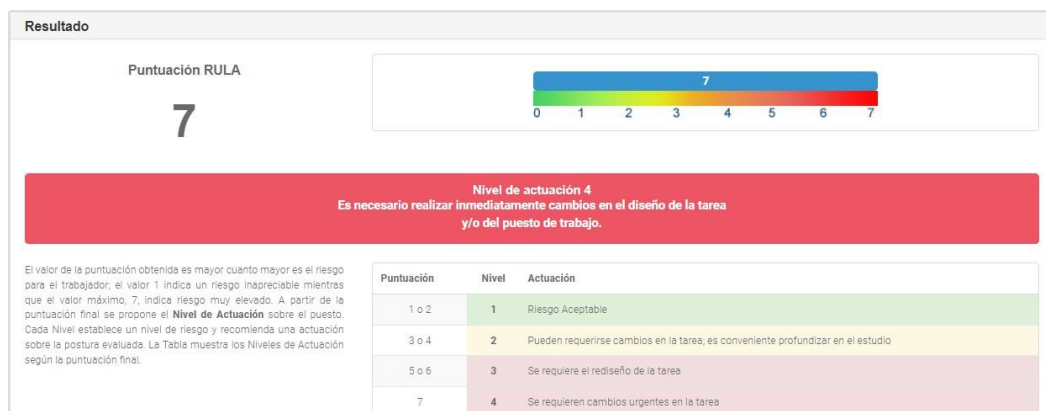 Resultado
Puntuación RULA
7
7
0 1 2 3 4 5 6 7
Nivel de actuación 4
Es necesario realizar inmediatamente cambios en el diseño de la tarea
y/o del puesto de trabajo.
El valor de la puntuación obtenida es mayor cuanto mayor es el riesgo
para el trabajador; el valor 1 indica un riesgo inapreciable mientras
que el valor máximo, 7, indica riesgo muy elevado. A partir de la
puntuación final se propone el Nivel de Actuación sobre el puesto.
Cada Nivel establece un nivel de riesgo y recomienda una actuación
sobre la postura evaluada. La Tabla muestra los Niveles de Actuación
según la puntuación final.
Puntuación Nivel Actuación
1 o 2 1 Riesgo Aceptable
3 o 4 2 Pueden requerirse cambios en la tarea; es conveniente profundizar en el estudio
5 o 6 3 Se requiere el rediseño de la tarea
7 4 Se requieren cambios urgentes en la tarea